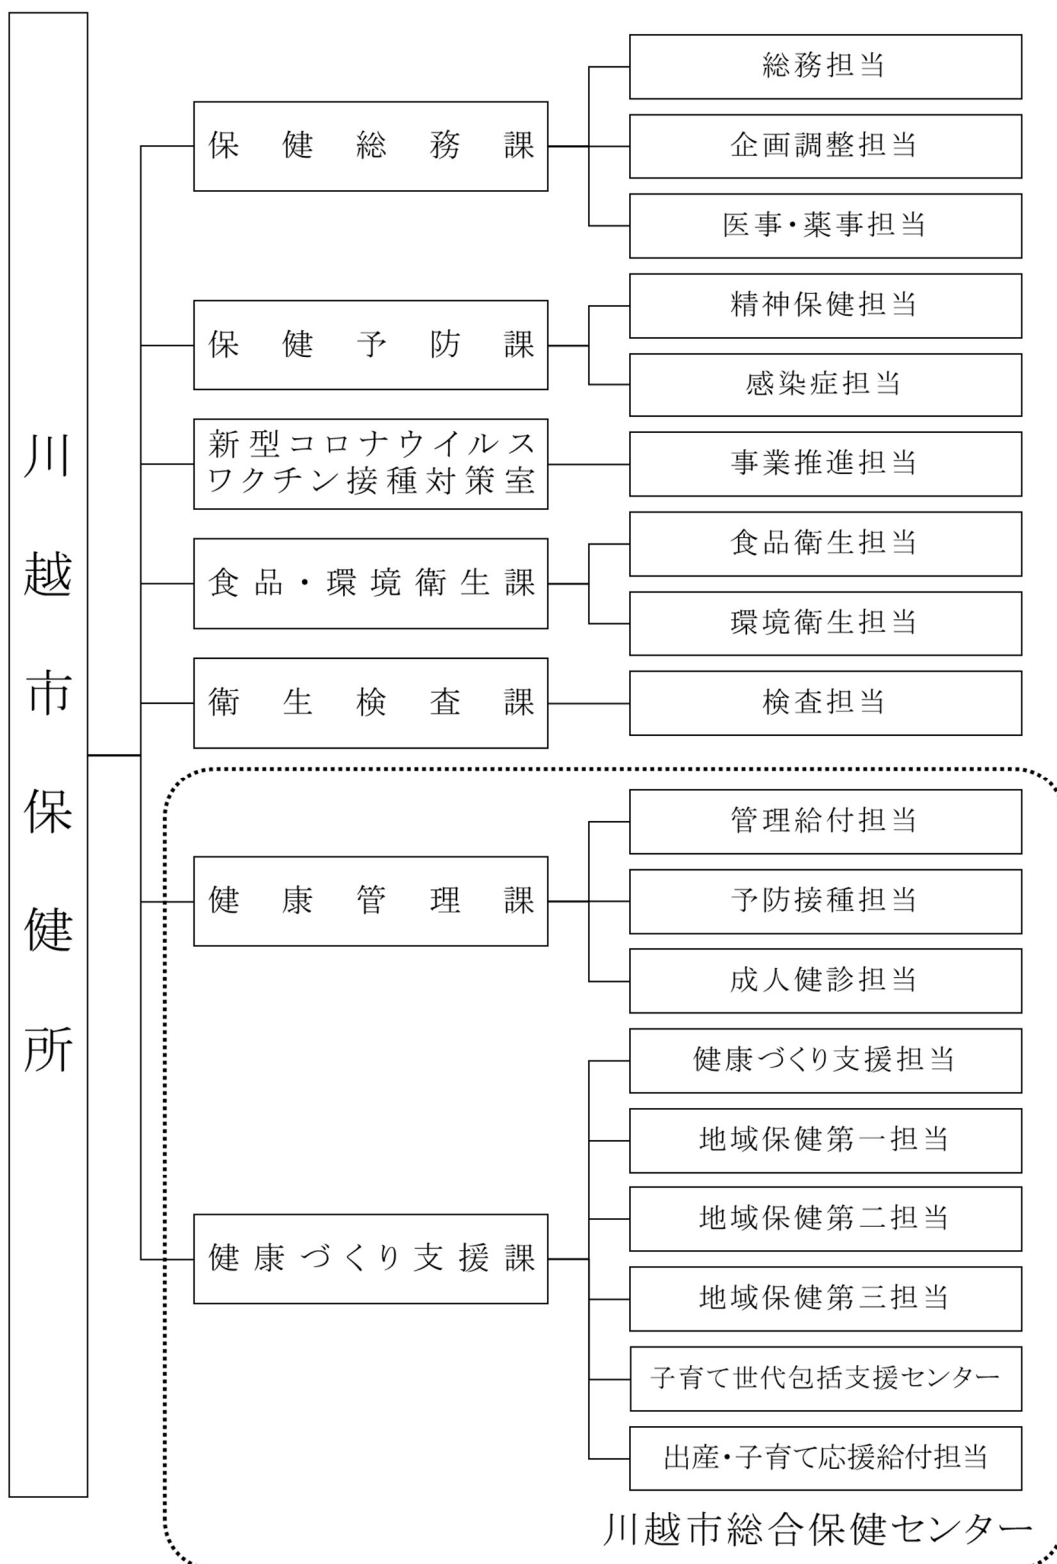 川越市保健所
保健総務課
総務担当
企画調整担当
医事・薬事担当
保健予防課
精神保健担当
感染症担当
新型コロナウイルス
ワクチン接種対策室
事業推進担当
食品・環境衛生課
食品衛生担当
環境衛生担当
衛生検査課
検査担当
健康管理課
管理給付担当
予防接種担当
成人健診担当
健康づくり支援課
健康づくり支援担当
地域保健第一担当
地域保健第二担当
地域保健第三担当
子育て世代包括支援センター
出産・子育て応援給付担当
川越市総合保健センター